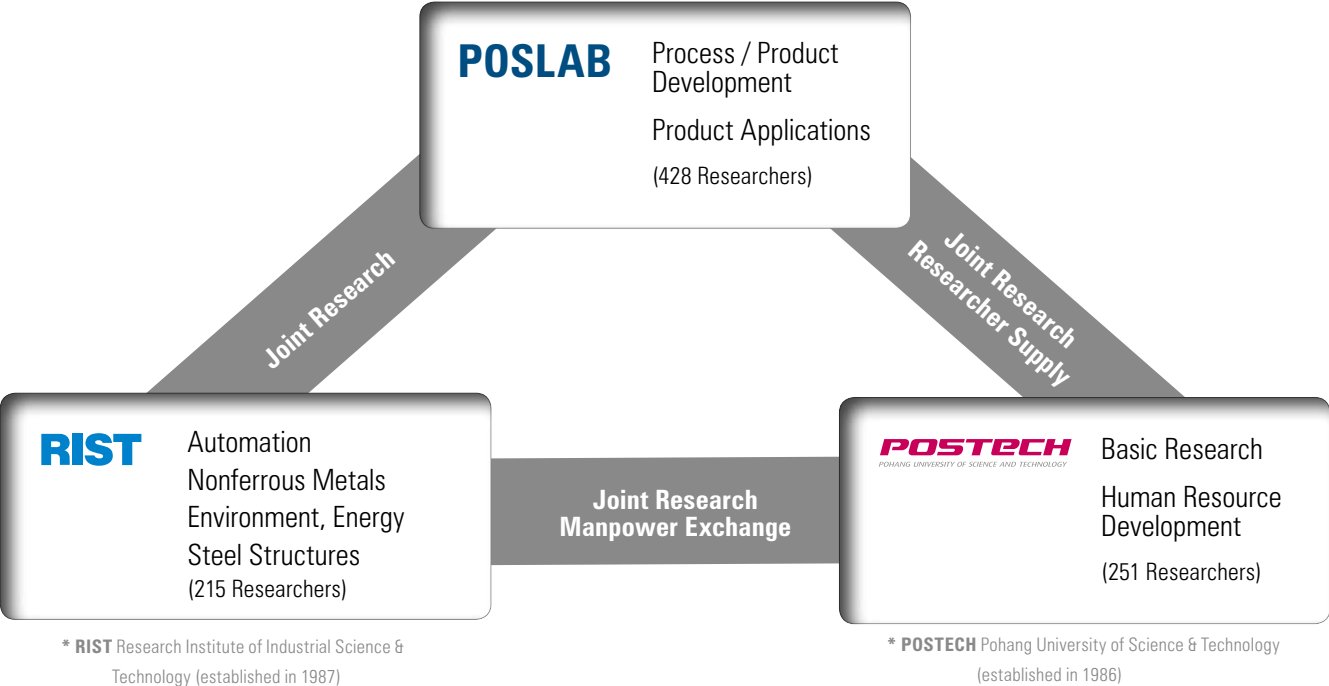 POSLAB
Process / Product
Development
Product Applications
(428 Researchers)
Joint Research
Joint Research
Researcher Supply
RIST
Automation
Nonferrous Metals
Environment, Energy
Steel Structures
(215 Researchers)
Joint Research
Manpower Exchange
POSTECH
POHANG UNIVERSITY OF SCIENCE AND TECHNOLOGY
Basic Research
Human Resource
Development
(251 Researchers)
* RIST Research Institute of Industrial Science &
Technology (established in 1987)
* POSTECH Pohang University of Science & Technology
(established in 1986)